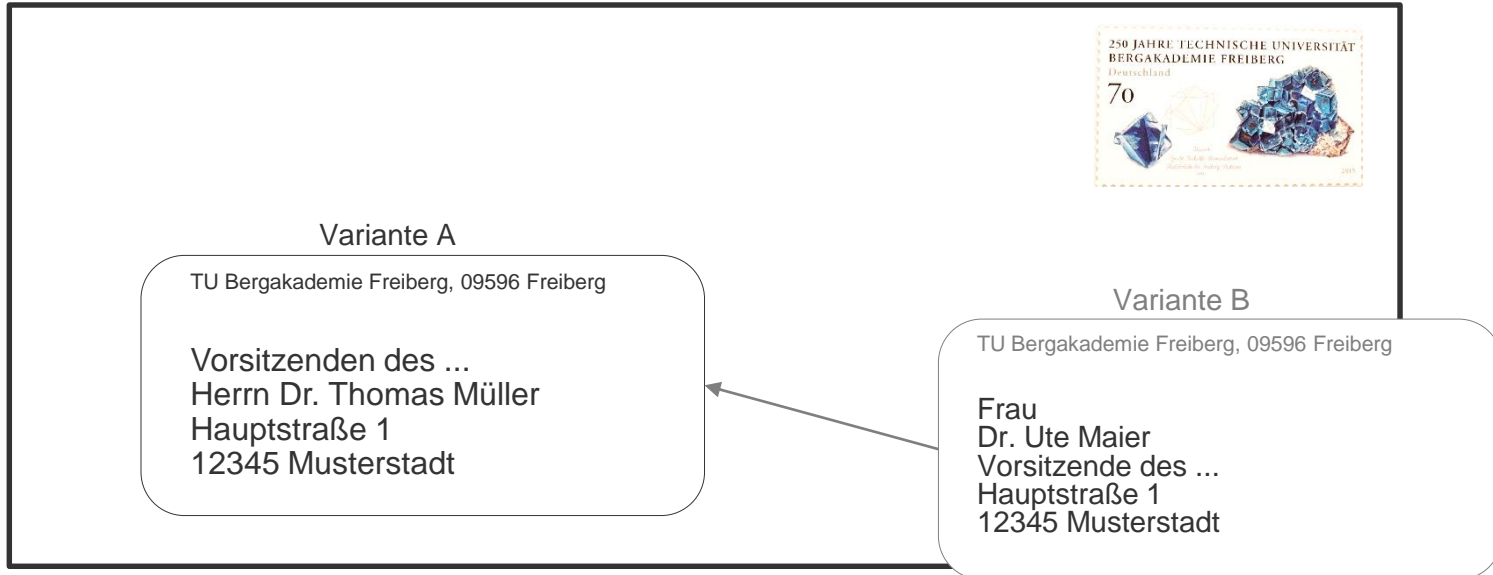 250 JAHRE TECHNISCHE UNIVERSITÄT
BERGAKADEMIE FREIBERG
Deutschland
70
2015
Variante A
TU Bergakademie Freiberg, 09596 Freiberg
Vorsitzenden des ...
Herrn Dr. Thomas Müller
Hauptstraße 1
12345 Musterstadt
Variante B
TU Bergakademie Freiberg, 09596 Freiberg
Frau
Dr. Ute Maier
Vorsitzende des ...
Hauptstraße 1
12345 Musterstadt